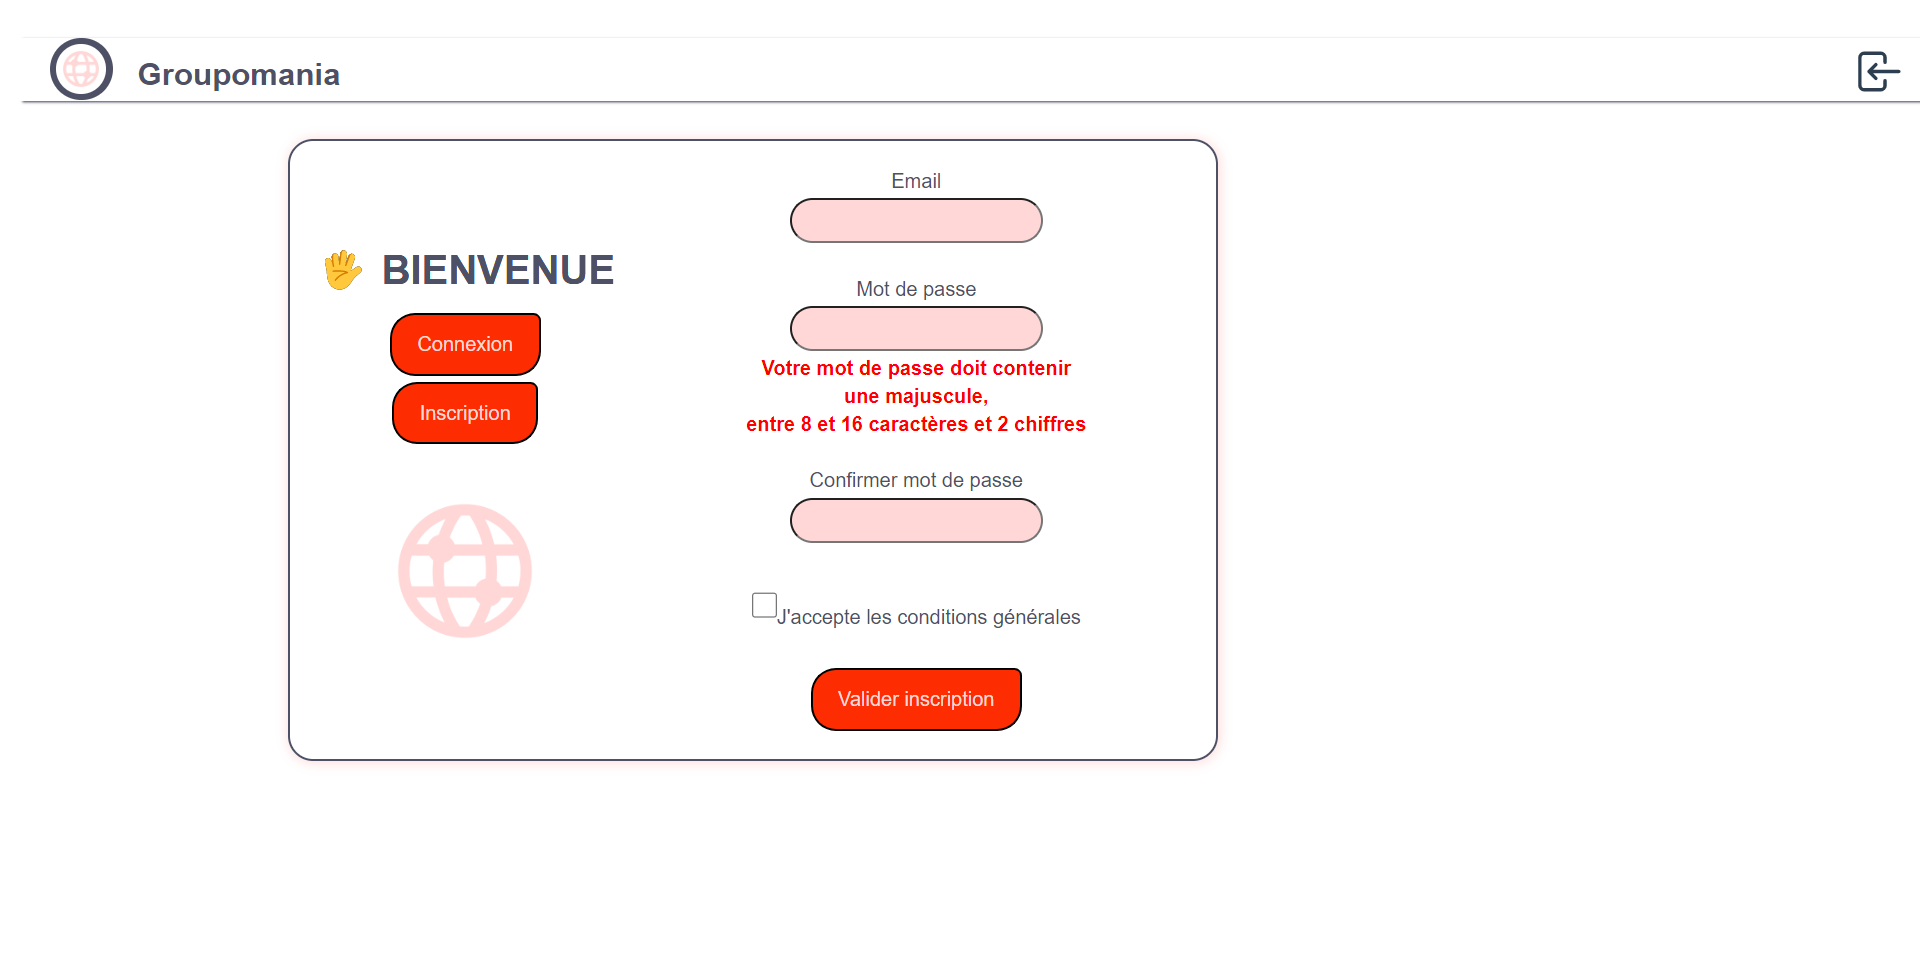 Groupomania
BIENVENUE
Connexion
Inscription
Email
Mot de passe
Votre mot de passe doit contenir
une majuscule,
entre 8 et 16 caractères et 2 chiffres
Confirmer mot de passe
J'accepte les conditions générales
Valider inscription